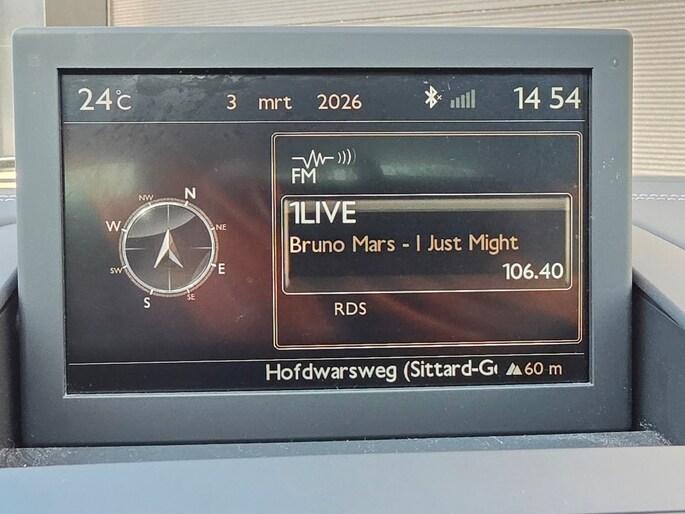 24°C 3 mrt 2026 14 54
FM
N
NW
NE
W
E
SW
SE
S
1LIVE
Bruno Mars - I Just Might
106.40
RDS
Hofdwarsweg (Sittard-G 60 m